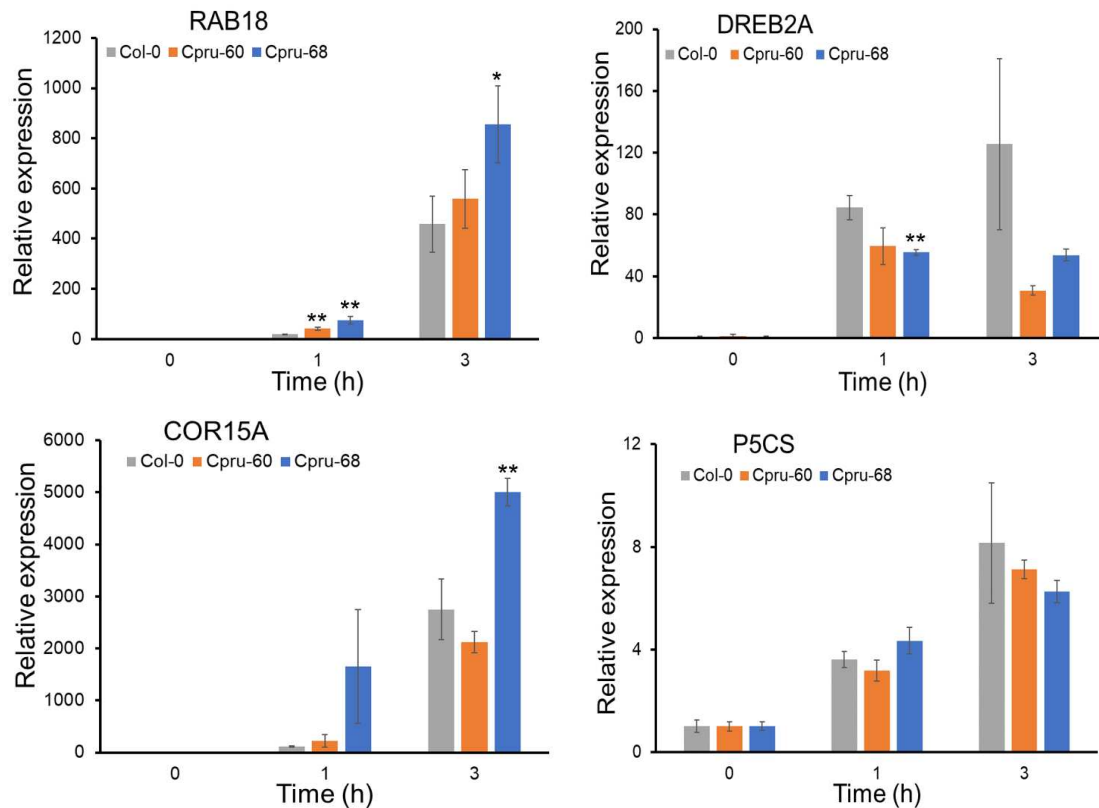 RAB18
Col-0 Cpru-60 Cpru-68
1200
1000
800
600
400
200
0
Relative expression
** ** *
0 1 3
Time (h)
DREB2A
Col-0 Cpru-60 Cpru-68
200
160
120
80
40
0
Relative expression
**
0 1 3
Time (h)
COR15A
Col-0 Cpru-60 Cpru-68
6000
5000
4000
3000
2000
1000
0
Relative expression
**
0 1 3
Time (h)
P5CS
Col-0 Cpru-60 Cpru-68
12
8
4
0
Relative expression
0 1 3
Time (h)